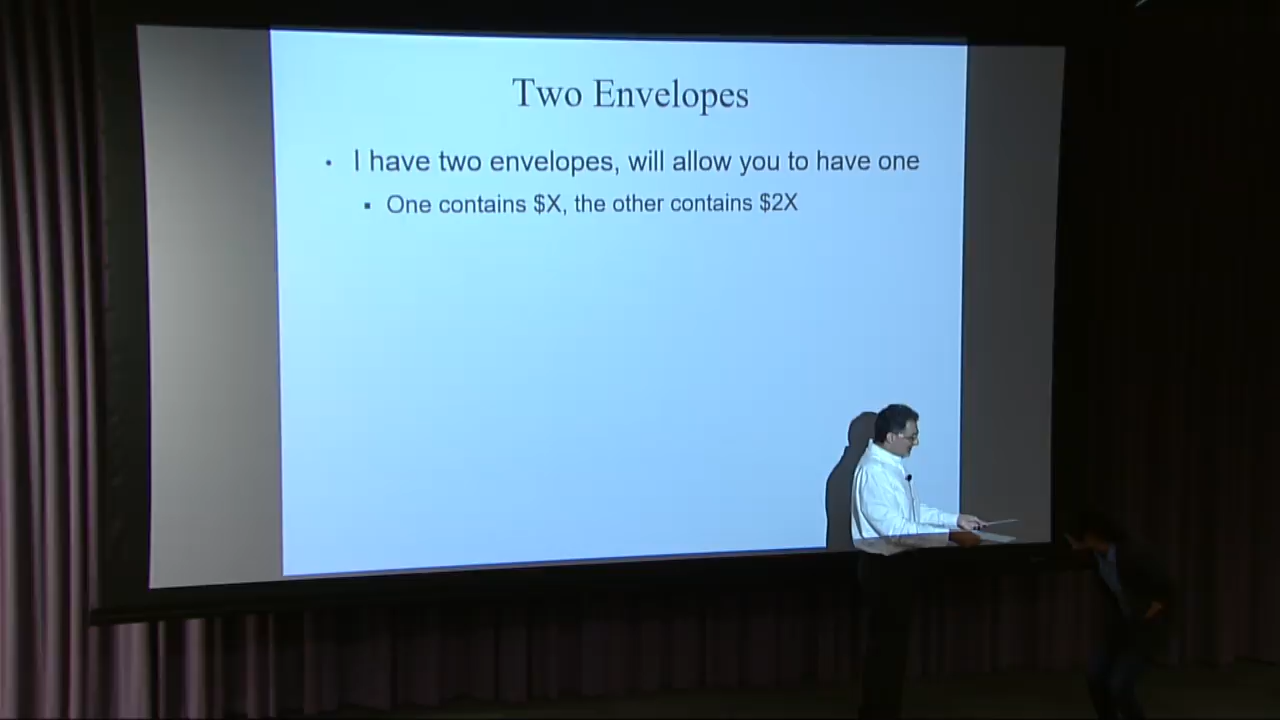 Two Envelopes
• I have two envelopes, will allow you to have one
▪ One contains $X, the other contains $2X